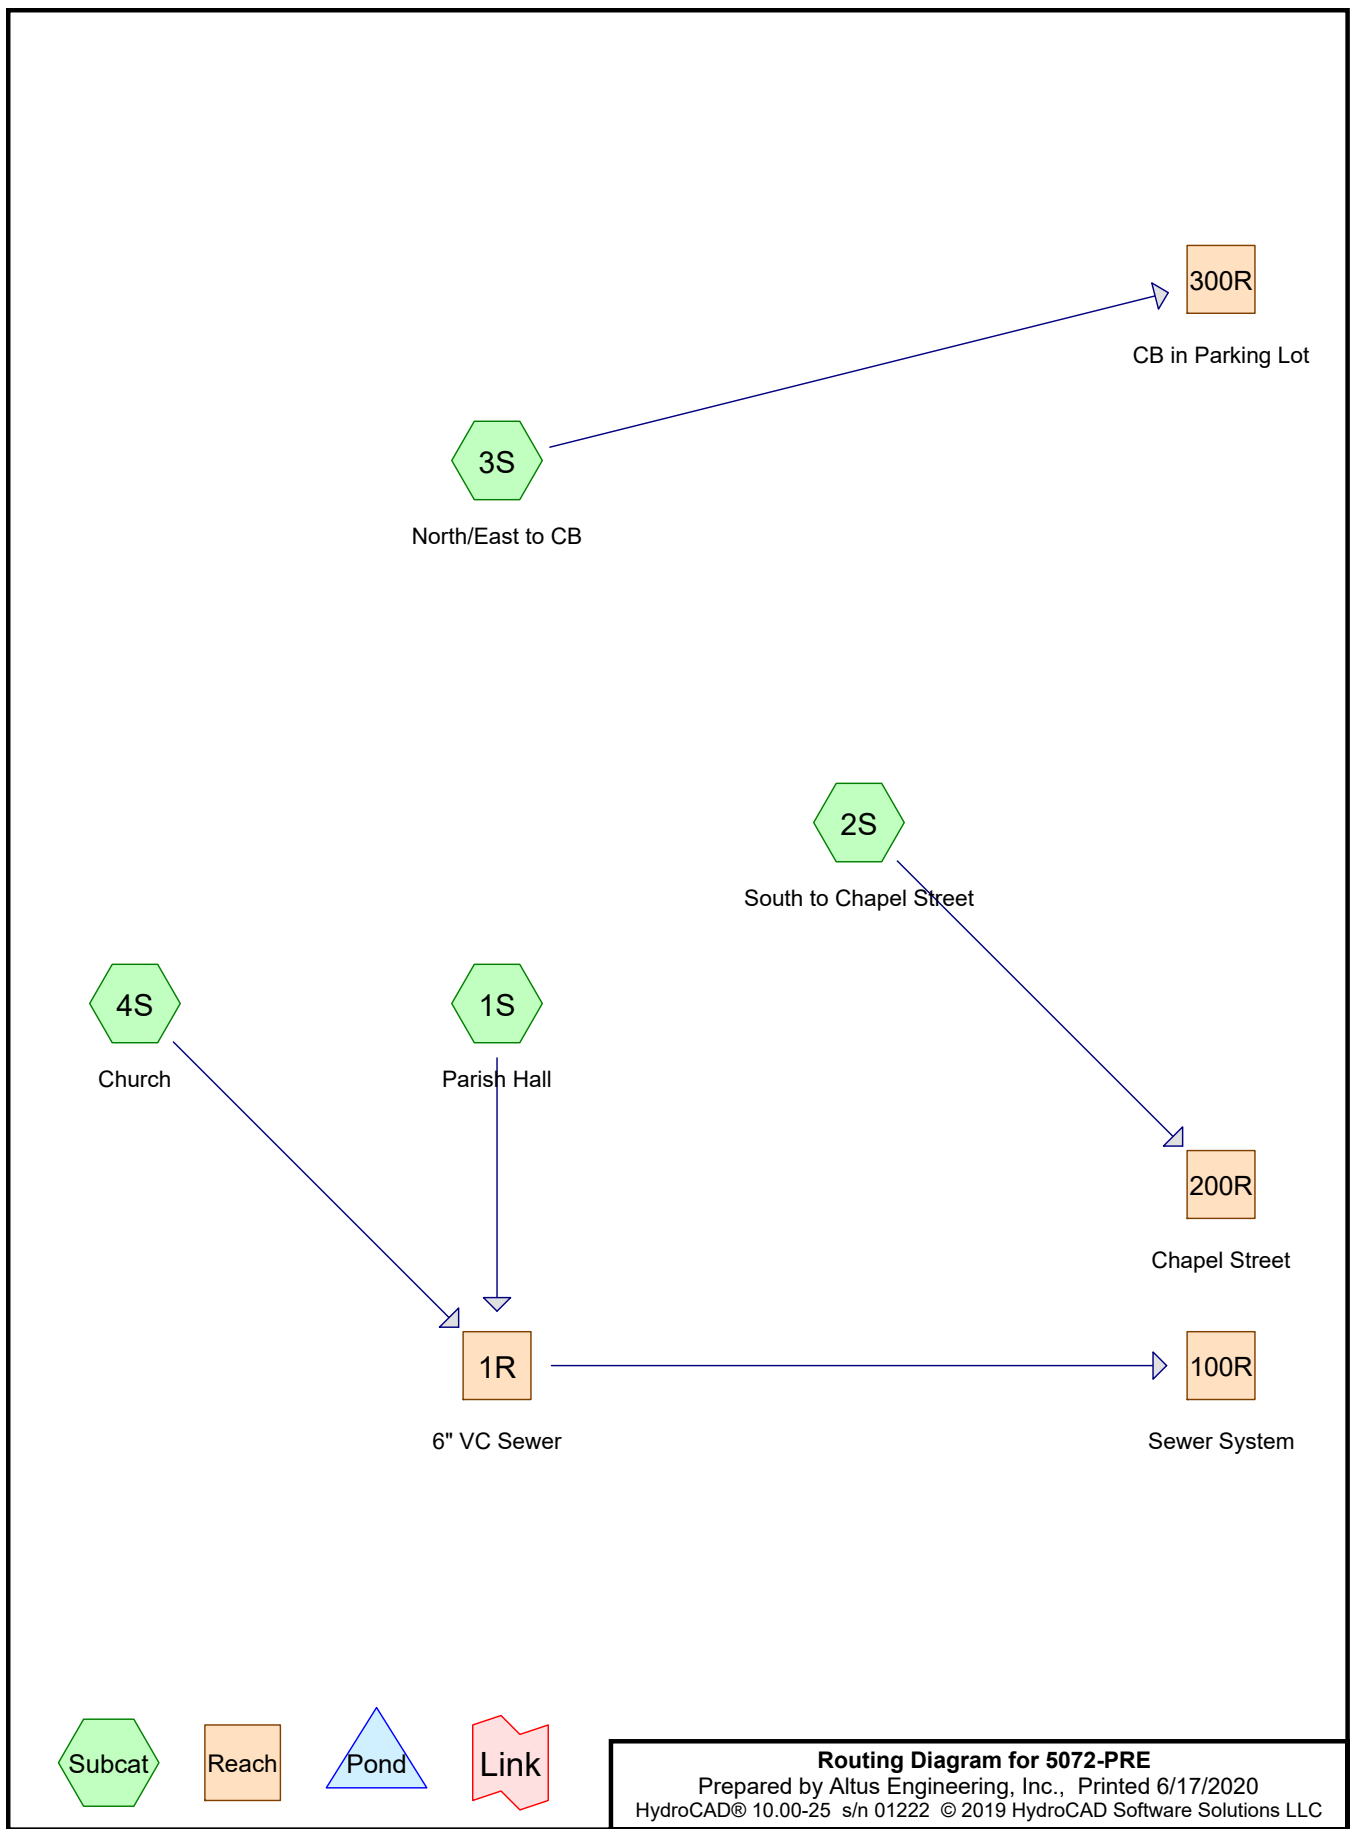 300R
CB in Parking Lot
3S
North/East to CB
2S
South to Chapel Street
4S
Church
1S
Parish Hall
200R
Chapel Street
1R
6" VC Sewer
100R
Sewer System
Subcat
Reach
Pond
Link
Routing Diagram for 5072-PRE
Prepared by Altus Engineering, Inc.,  Printed 6/17/2020
HydroCAD® 10.00-25  s/n 01222  © 2019 HydroCAD Software Solutions LLC